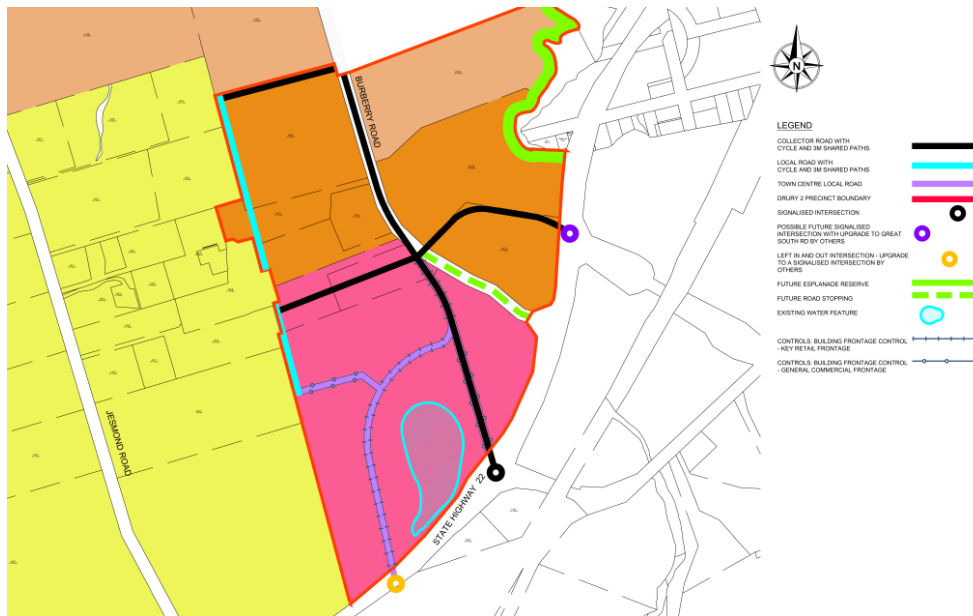 N
BURBERRY ROAD
JESMOND ROAD
STATE HIGHWAY 22
LEGEND
COLLECTOR ROAD WITH
CYCLE AND 3M SHARED PATHS
LOCAL ROAD WITH
CYCLE AND 3M SHARED PATHS
TOWN CENTRE LOCAL ROAD
DRURY 2 PRECINCT BOUNDARY
SIGNALISED INTERSECTION
POSSIBLE FUTURE SIGNALISED
INTERSECTION WITH UPGRADE TO GREAT
SOUTH RD BY OTHERS
LEFT IN AND OUT INTERSECTION - UPGRADE
TO A SIGNALISED INTERSECTION BY
OTHERS
FUTURE ESPLANADE RESERVE
FUTURE ROAD STOPPING
EXISTING WATER FEATURE
CONTROLS: BUILDING FRONTAGE CONTROL
- KEY RETAIL FRONTAGE
CONTROLS: BUILDING FRONTAGE CONTROL
- GENERAL COMMERCIAL FRONTAGE